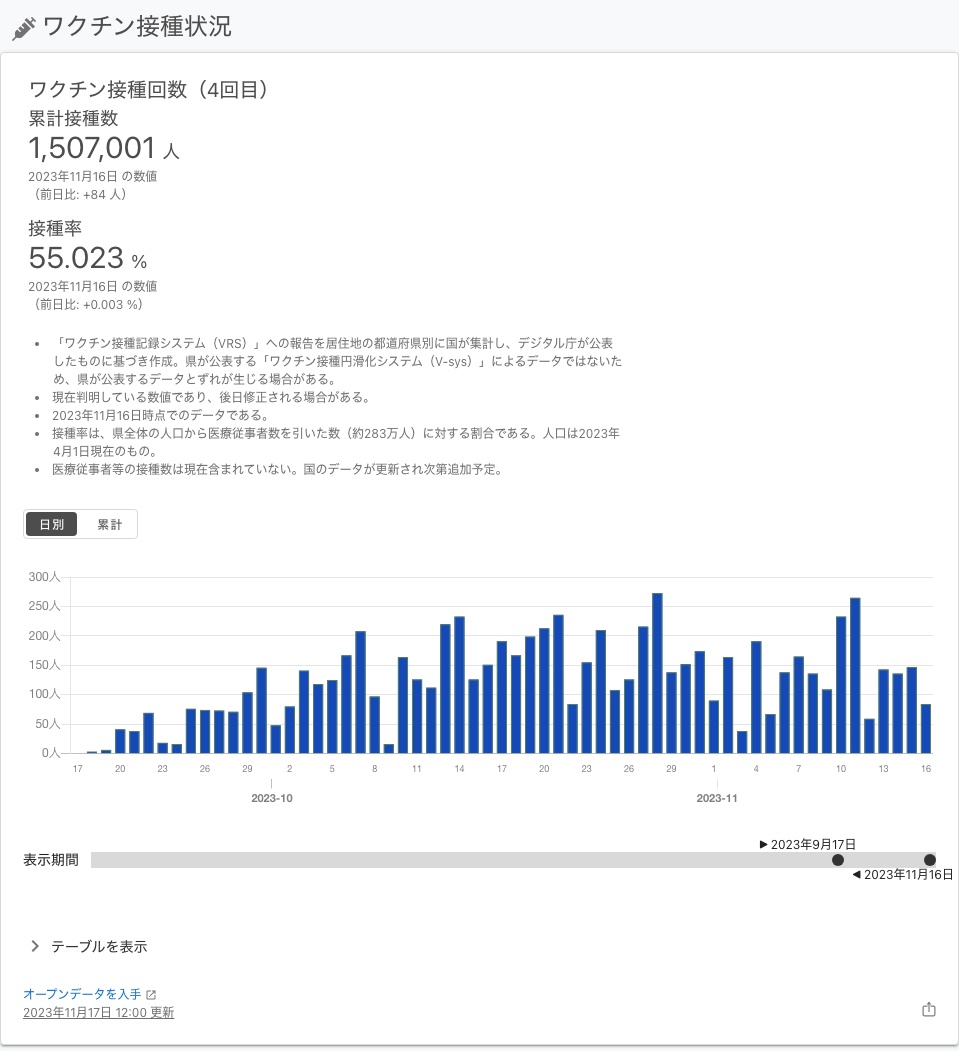 ワクチン接種状況
ワクチン接種回数（4回目）
累計接種数
1,507,001 人
2023年11月16日 の数値
（前日比: +84 人）
接種率
55.023 %
2023年11月16日 の数値
（前日比: +0.003 %）
• 「ワクチン接種記録システム（VRS）」への報告を居住地の都道府県別に国が集計し、デジタル庁が公表
したものに基づき作成。県が公表する「ワクチン接種円滑化システム（V-sys）」によるデータではないた
め、県が公表するデータとずれが生じる場合がある。
• 現在判明している数値であり、後日修正される場合がある。
• 2023年11月16日時点でのデータである。
• 接種率は、県全体の人口から医療従事者数を引いた数（約283万人）に対する割合である。人口は2023年
4月1日現在のもの。
• 医療従事者等の接種数は現在含まれていない。国のデータが更新され次第追加予定。
日別 累計
300人
250人
200人
150人
100人
50人
0人
17 20 23 26 29 2 5 8 11 14 17 20 23 26 29 1 4 7 10 13 16
2023-10 2023-11
2023年9月17日
表示期間
2023年11月16日
テーブルを表示
オープンデータを入手
2023年11月17日 12:00 更新